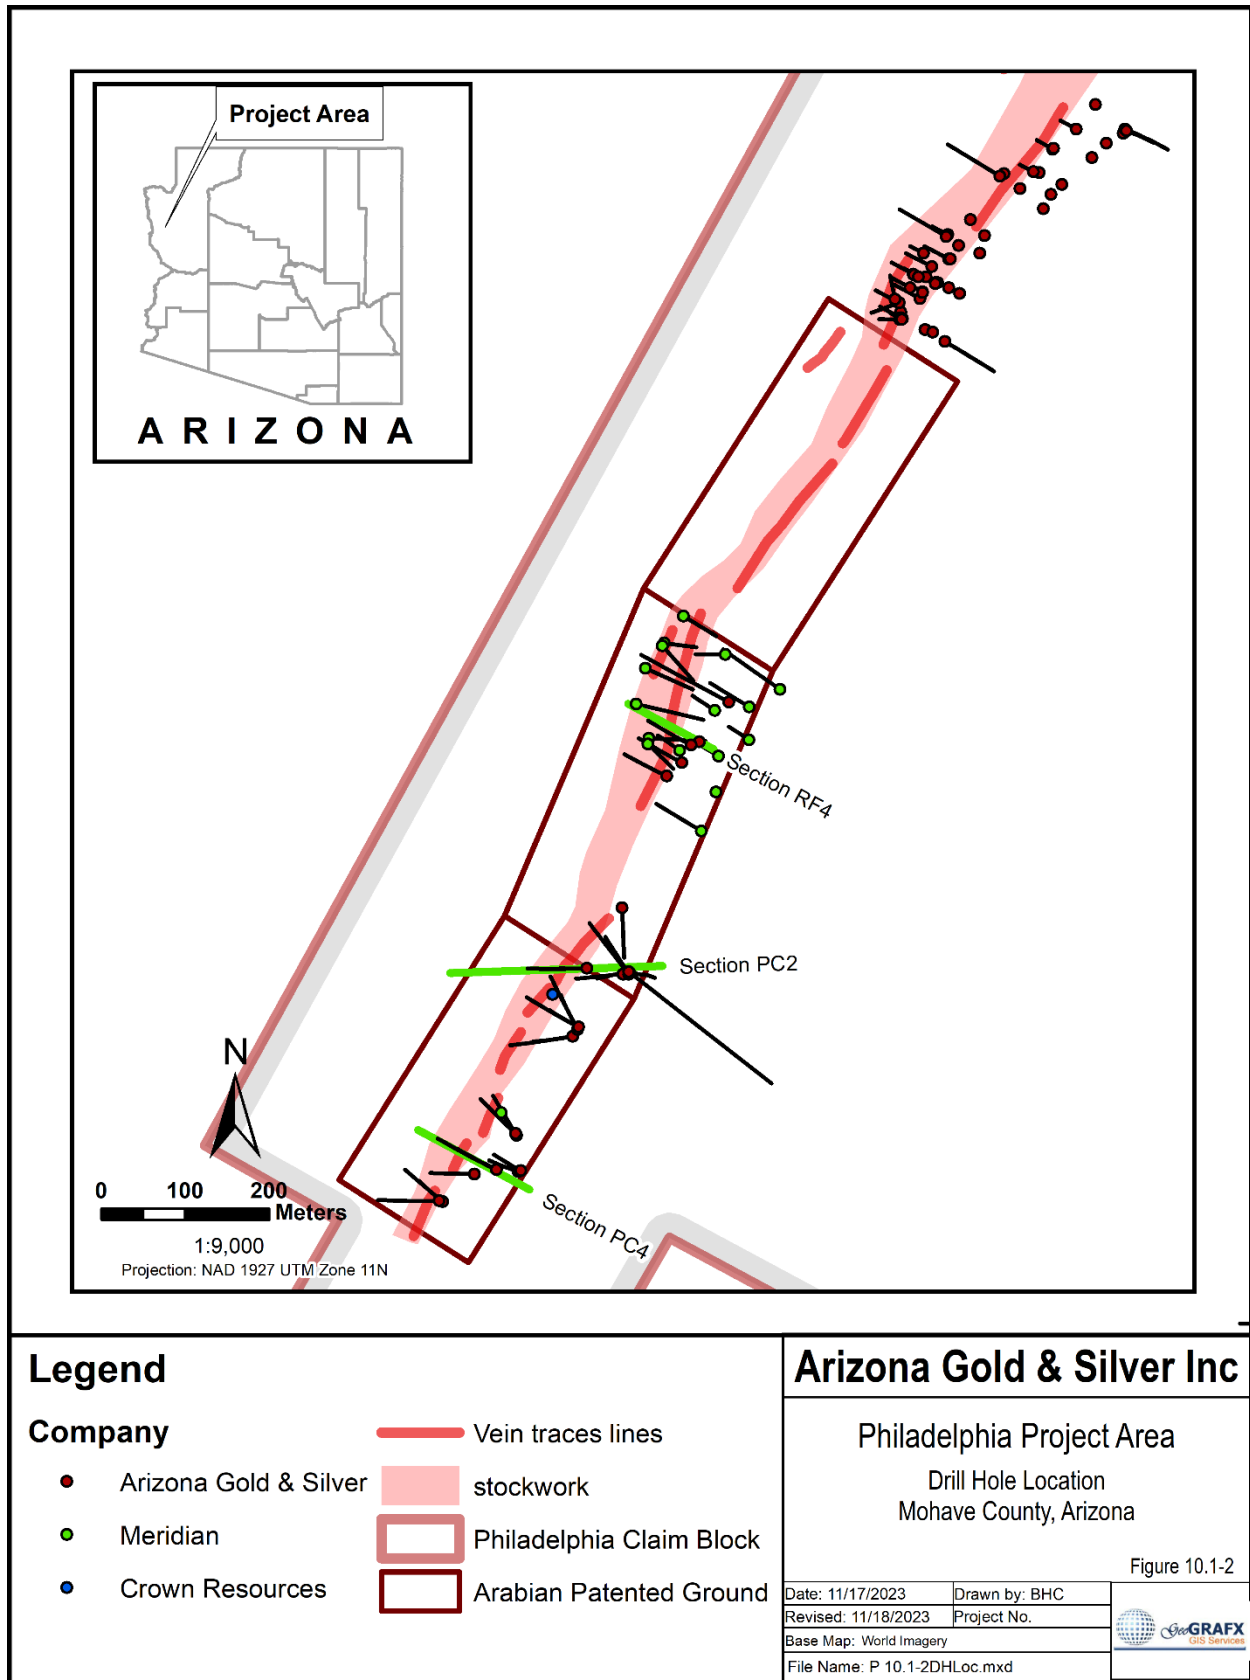 Project Area
ARIZONA
Section RF4
Section PC2
Section PC4
N
0 100 200
Meters
1:9,000
Projection: NAD 1927 UTM Zone 11N
Legend
Company
Arizona Gold & Silver
Meridian
Crown Resources
Vein traces lines
stockwork
Philadelphia Claim Block
Arabian Patented Ground
Arizona Gold & Silver Inc
Philadelphia Project Area
Drill Hole Location
Mohave County, Arizona
Figure 10.1-2
Date: 11/17/2023 Drawn by: BHC
Revised: 11/18/2023 Project No.
Base Map: World Imagery
File Name: P 10.1-2DHLoc.mxd
GeoGRAFX
GIS Services